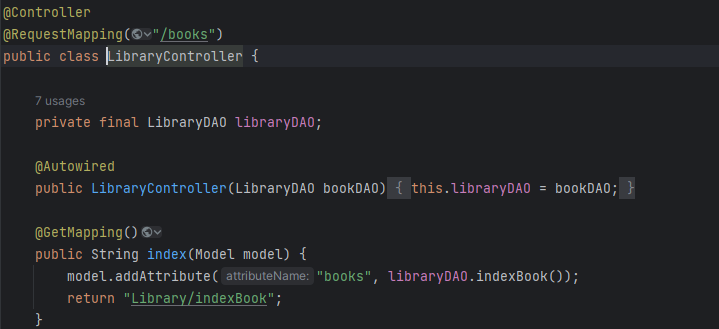 @Controller
@RequestMapping("/books")
public class LibraryController {
7 usages
private final LibraryDAO libraryDAO;
@Autowired
public LibraryController(LibraryDAO bookDAO) { this.libraryDAO = bookDAO; }
@GetMapping()
public String index(Model model) {
model.addAttribute( attributeName: "books", libraryDAO.indexBook());
return "Library/indexBook";
}